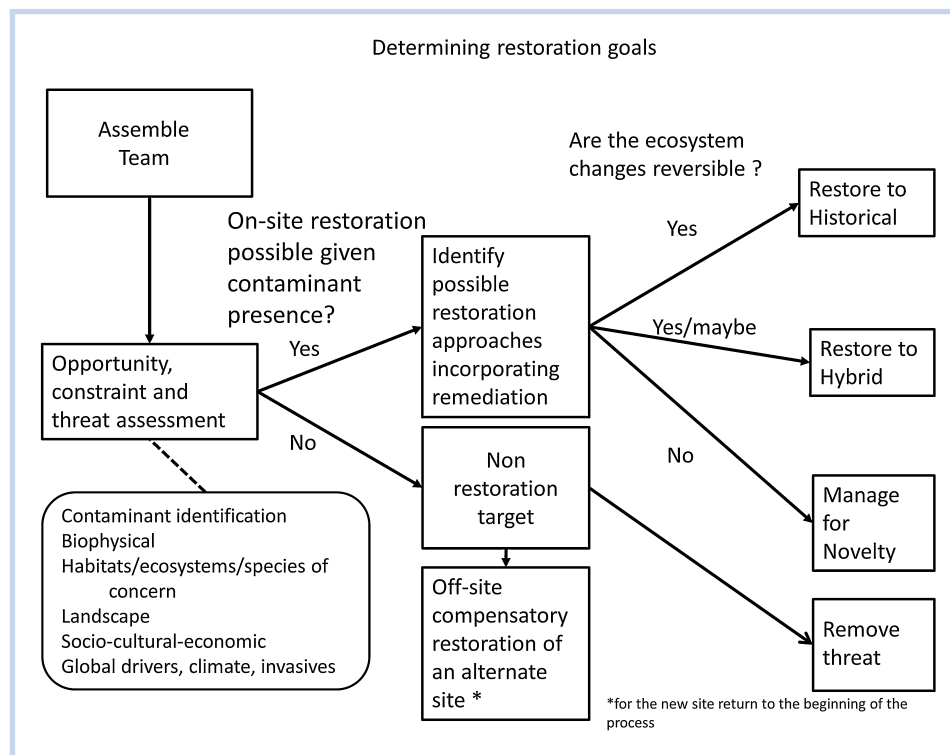 Determining restoration goals
Assemble
Team
Are the ecosystem
changes reversible ?
Restore to
Historical
On-site restoration
possible given
contaminant
presence?
Yes
Identify
possible
restoration
approaches
incorporating
remediation
Yes
Yes/maybe
Restore to
Hybrid
Opportunity,
constraint and
threat assessment
No
No
Non
restoration
target
Manage
for
Novelty
Contaminant identification
Biophysical
Habitats/ecosystems/species of
concern
Landscape
Socio-cultural-economic
Global drivers, climate, invasives
Off-site
compensatory
restoration of
an alternate
site *
Remove
threat
*for the new site return to the beginning of the
process